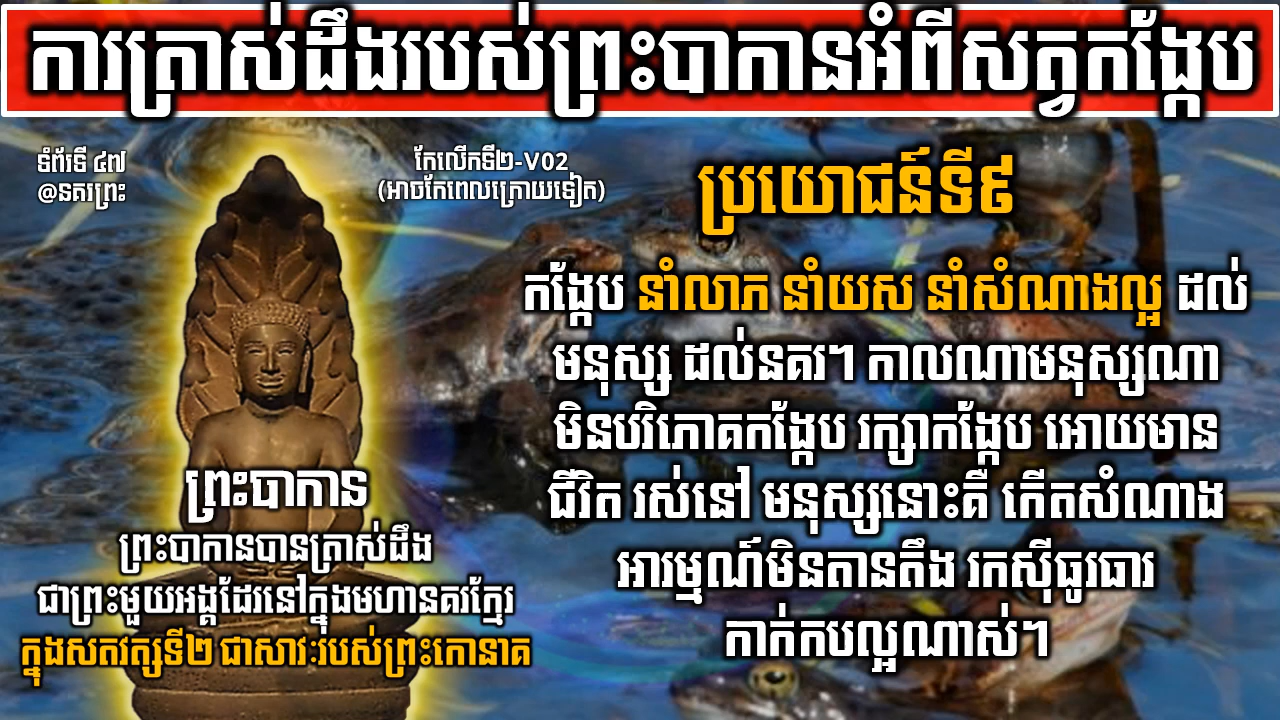 ការត្រាស់ដឹងរបស់ព្រះបាកានអំពីសត្វកង្កែប
ទំព័រទី ៤៧
@នគរព្រះ
កែលើកទី២-V02
(អាចកែពេលក្រោយទៀត)
ប្រយោជន៍ទី៩
កង្កែប នាំលាភ នាំយស នាំសំណាងល្អ ដល់
មនុស្ស ដល់នគរ។ កាលណាមនុស្សណា
មិនបរិភោគកង្កែប រក្សាកង្កែប អោយមាន
ជីវិត រស់នៅ មនុស្សនោះគឺ កើតសំណាង
អារម្មណ៍មិនតានតឹង រកស៊ីធូរធារ
កាក់កបល្អណាស់។
ព្រះបាកាន
ព្រះបាកានបានត្រាស់ដឹង
ជាព្រះមួយអង្គដែរនៅក្នុងមហានគរក្មែរ
ក្នុងសតវត្សទី២ ជាសាវៈរបស់ព្រះកោនាគ